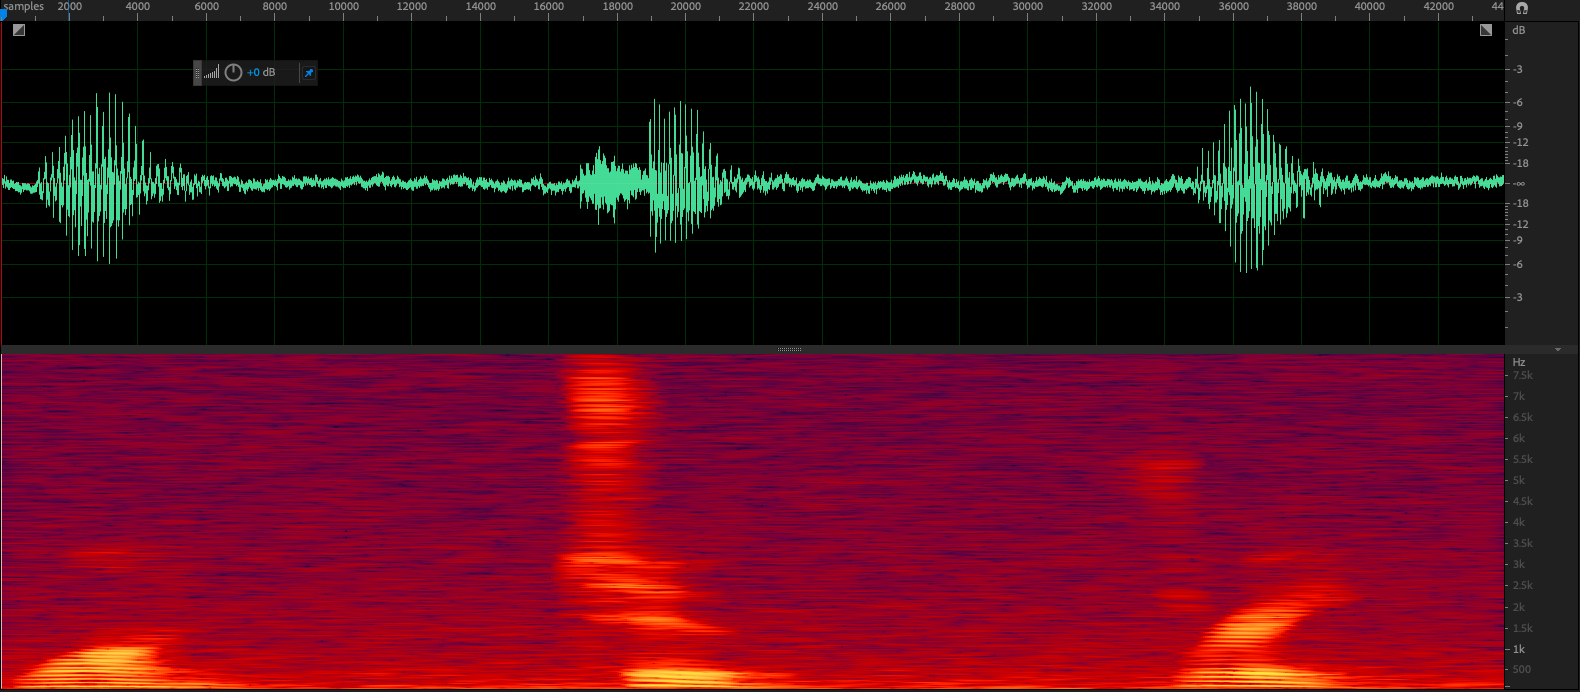 samples 2000 4000 6000 8000 10000 12000 14000 16000 18000 20000 22000 24000 26000 28000 30000 32000 34000 36000 38000 40000 42000 44
dB
+0 dB
-3
-6
-9
-12
-18
-∞
-18
-12
-9
-6
-3
Hz
7.5k
7k
6.5k
6k
5.5k
5k
4.5k
4k
3.5k
3k
2.5k
2k
1.5k
1k
500